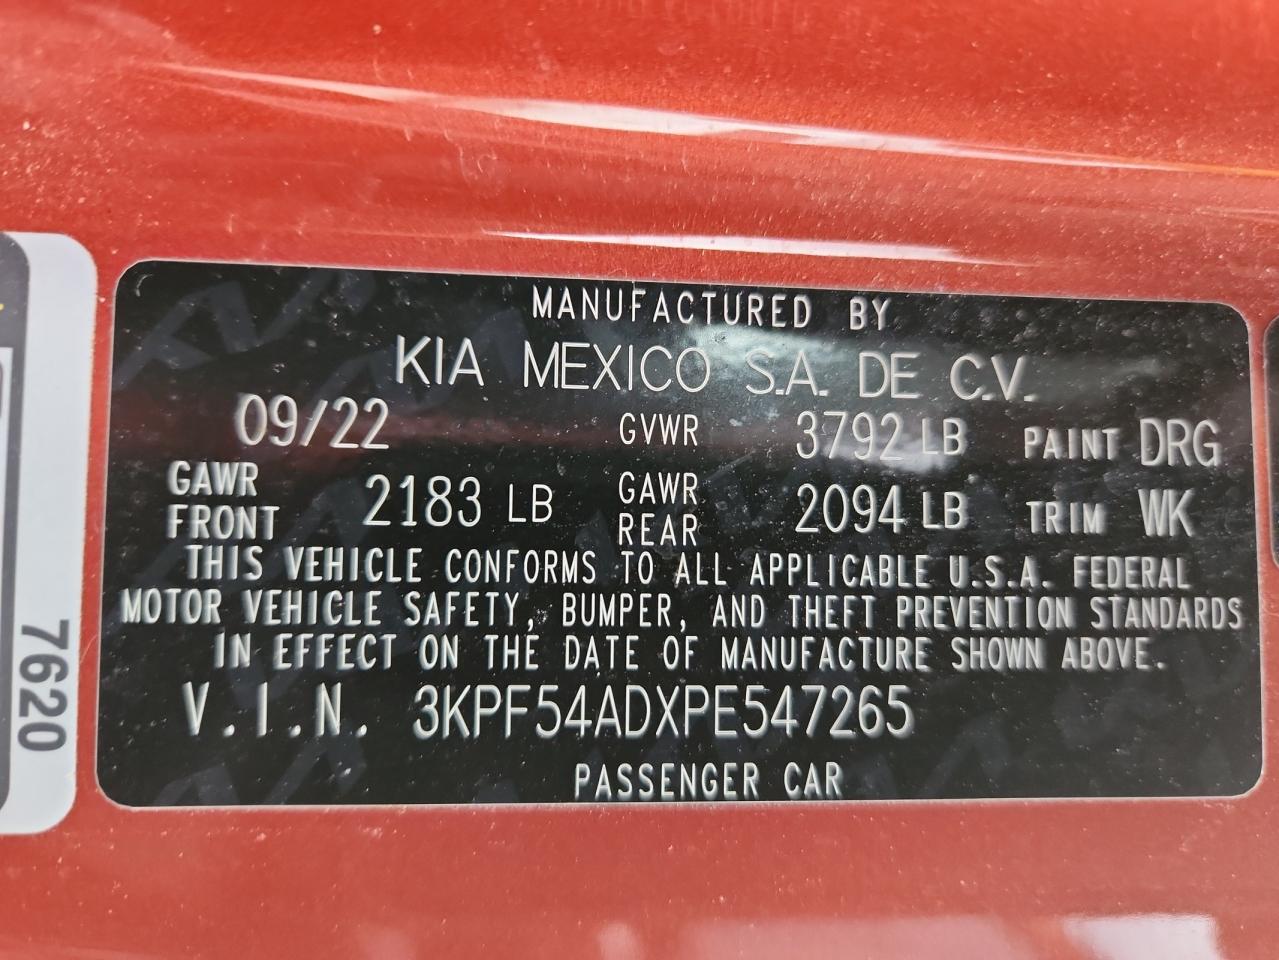 MANUFACTURED BY
KIA MEXICO S.A. DE C.V.
09/22 GVWR 3792 LB PAINT DRG
GAWR FRONT 2183 LB GAWR REAR 2094 LB TRIM WK
THIS VEHICLE CONFORMS TO ALL APPLICABLE U.S.A. FEDERAL
MOTOR VEHICLE SAFETY, BUMPER, AND THEFT PREVENTION STANDARDS
IN EFFECT ON THE DATE OF MANUFACTURE SHOWN ABOVE.
V.I.N. 3KPF54ADXPE547265
PASSENGER CAR
7620